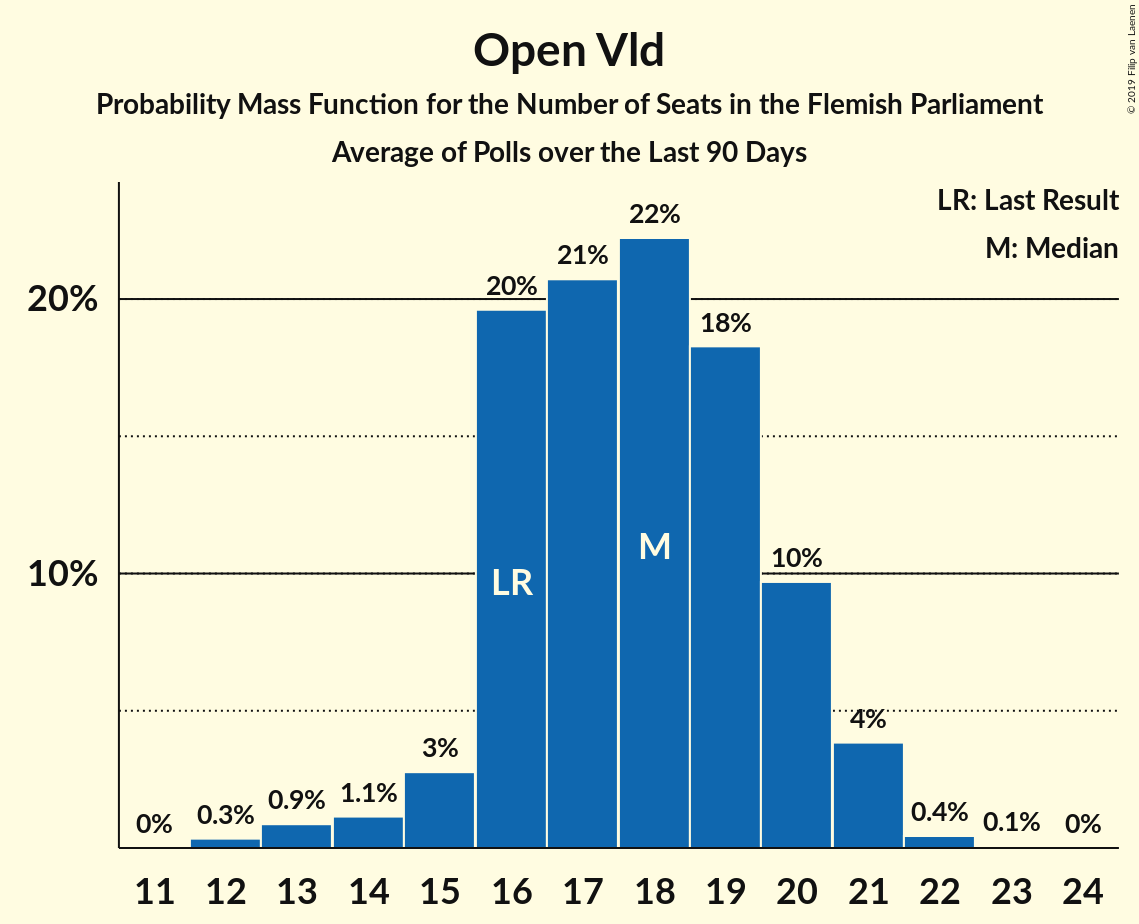 Open Vld
Probability Mass Function for the Number of Seats in the Flemish Parliament
Average of Polls over the Last 90 Days
© 2019 Filip van Laenen
LR: Last Result
M: Median
20%
10%
0%
0.3%
0.9%
1.1%
3%
20%
21%
22%
18%
10%
4%
0.4%
0.1%
0%
LR
M
11 12 13 14 15 16 17 18 19 20 21 22 23 24